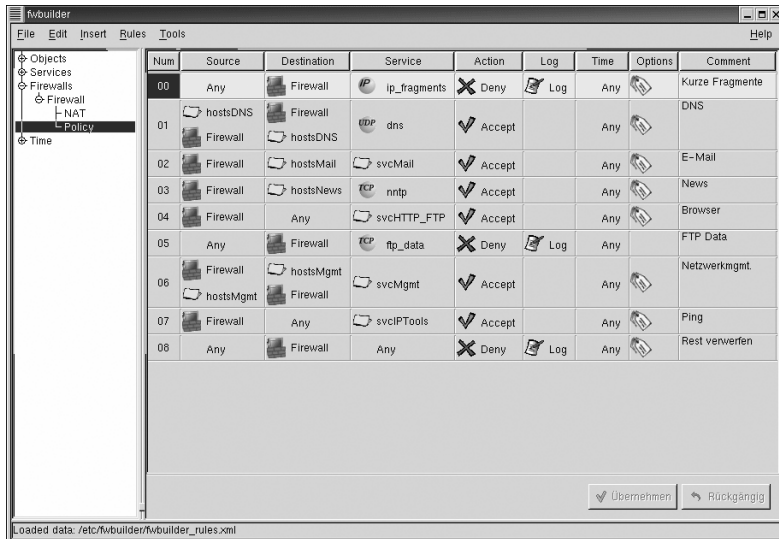 fwbuilder
File Edit Insert Rules Tools Help
Objects
Services
Firewalls
Firewall
NAT
Policy
Time
Num Source Destination Service Action Log Time Options Comment
00 Any Firewall IP ip_fragments Deny Log Any Kurze Fragmente
01 hostsDNS Firewall Firewall hostsDNS UDP dns Accept Any DNS
02 Firewall hostsMail svcMail Accept Any E-Mail
03 Firewall hostsNews TCP nntp Accept Any News
04 Firewall Any svcHTTP_FTP Accept Any Browser
05 Any Firewall TCP ftp_data Deny Log Any FTP Data
06 Firewall hostsMgmt hostsMgmt Firewall svcMgmt Accept Any Netzwerkmgmt.
07 Firewall Any svcIPTools Accept Any Ping
08 Any Firewall Any Deny Log Any Rest verwerfen
Übernehmen Rückgängig
Loaded data: /etc/fwbuilder/fwbuilder_rules.xml